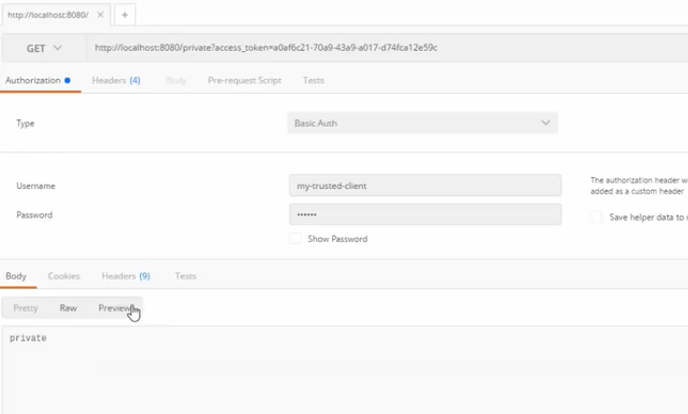 http://localhost:8080/
GET http://localhost:8080/private?access_token=a0af6c21-70a9-43a9-a017-d74fca12e59c
Authorization Headers (4) Body Pre-request Script Tests
Type Basic Auth
The authorization header w
Username my-trusted-client added as a custom header
Password •••••• Save helper data to
Show Password
Body Cookies Headers (9) Tests
Pretty Raw Preview
private